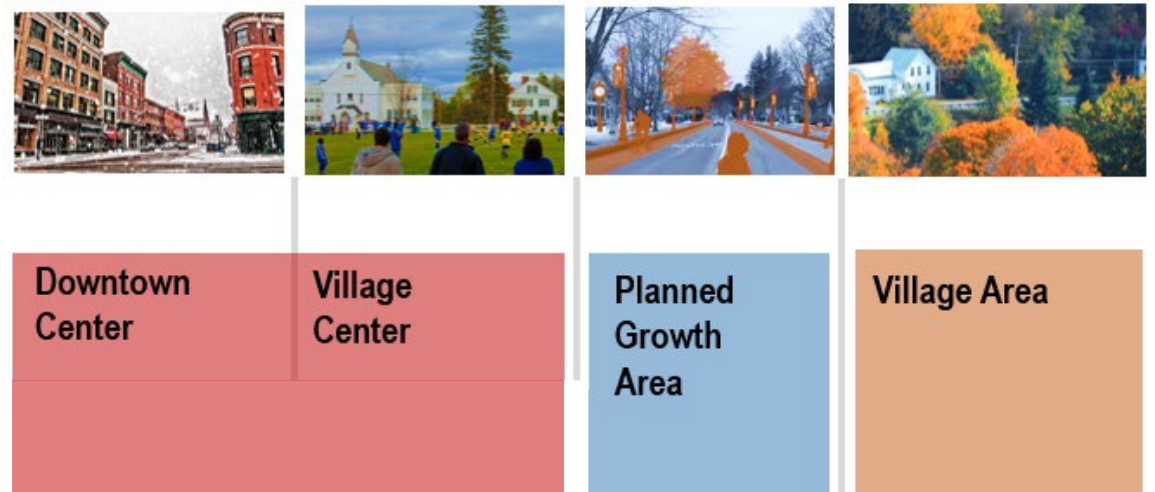 Downtown
Center
Village
Center
Planned
Growth
Area
Village Area